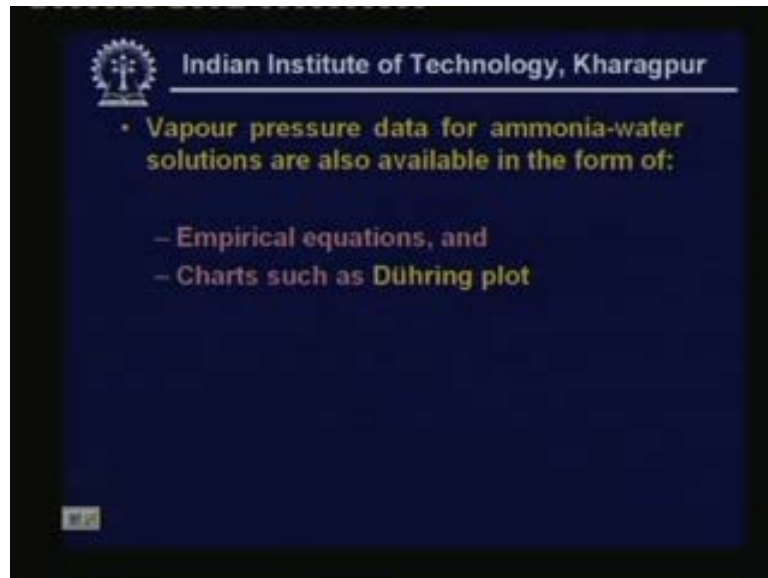 Indian Institute of Technology, Kharagpur
• Vapour pressure data for ammonia-water
solutions are also available in the form of:
– Empirical equations, and
– Charts such as Dühring plot